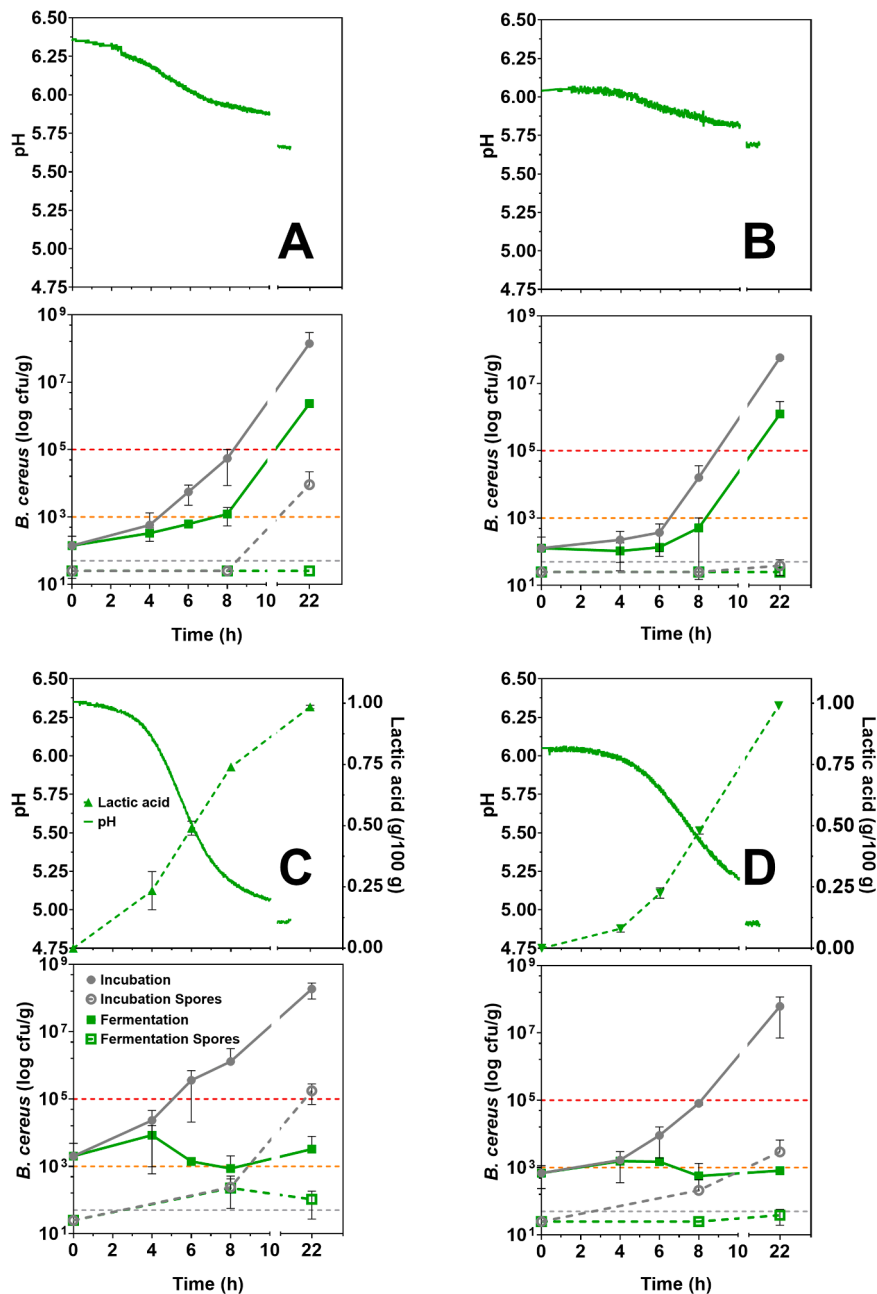 6.50
6.25
6.00
5.75
5.50
5.25
5.00
4.75
pH
A
10⁹
10⁷
10⁵
10³
10¹
B. cereus (log cfu/g)
0 2 4 6 8 10 22
Time (h)
6.50
6.25
6.00
5.75
5.50
5.25
5.00
4.75
pH
B
10⁹
10⁷
10⁵
10³
10¹
B. cereus (log cfu/g)
0 2 4 6 8 10 22
Time (h)
6.50
6.25
6.00
5.75
5.50
5.25
5.00
4.75
pH
Lactic acid
pH
C
1.00
0.75
0.50
0.25
0.00
Lactic acid (g/100 g)
10⁹
10⁷
10⁵
10³
10¹
B. cereus (log cfu/g)
Incubation
Incubation Spores
Fermentation
Fermentation Spores
0 2 4 6 8 10 22
Time (h)
6.50
6.25
6.00
5.75
5.50
5.25
5.00
4.75
pH
D
1.00
0.75
0.50
0.25
0.00
Lactic acid (g/100 g)
10⁹
10⁷
10⁵
10³
10¹
B. cereus (log cfu/g)
0 2 4 6 8 10 22
Time (h)